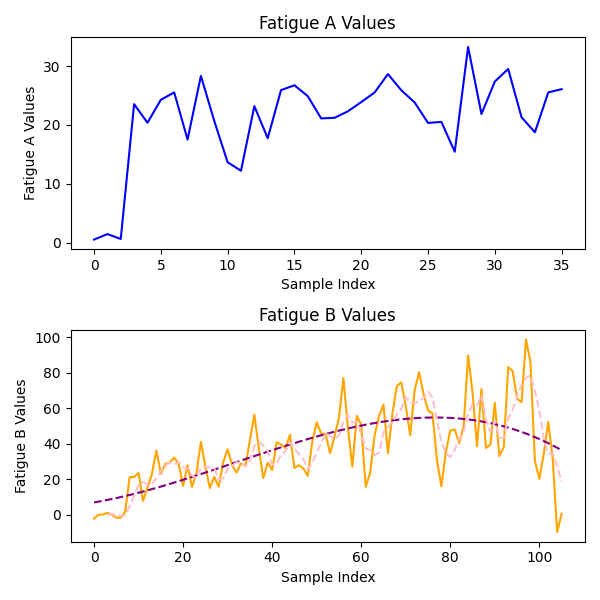 Fatigue A Values
Fatigue A Values
30
20
10
0
0 5 10 15 20 25 30 35
Sample Index
Fatigue B Values
Fatigue B Values
100
80
60
40
20
0
0 20 40 60 80 100
Sample Index